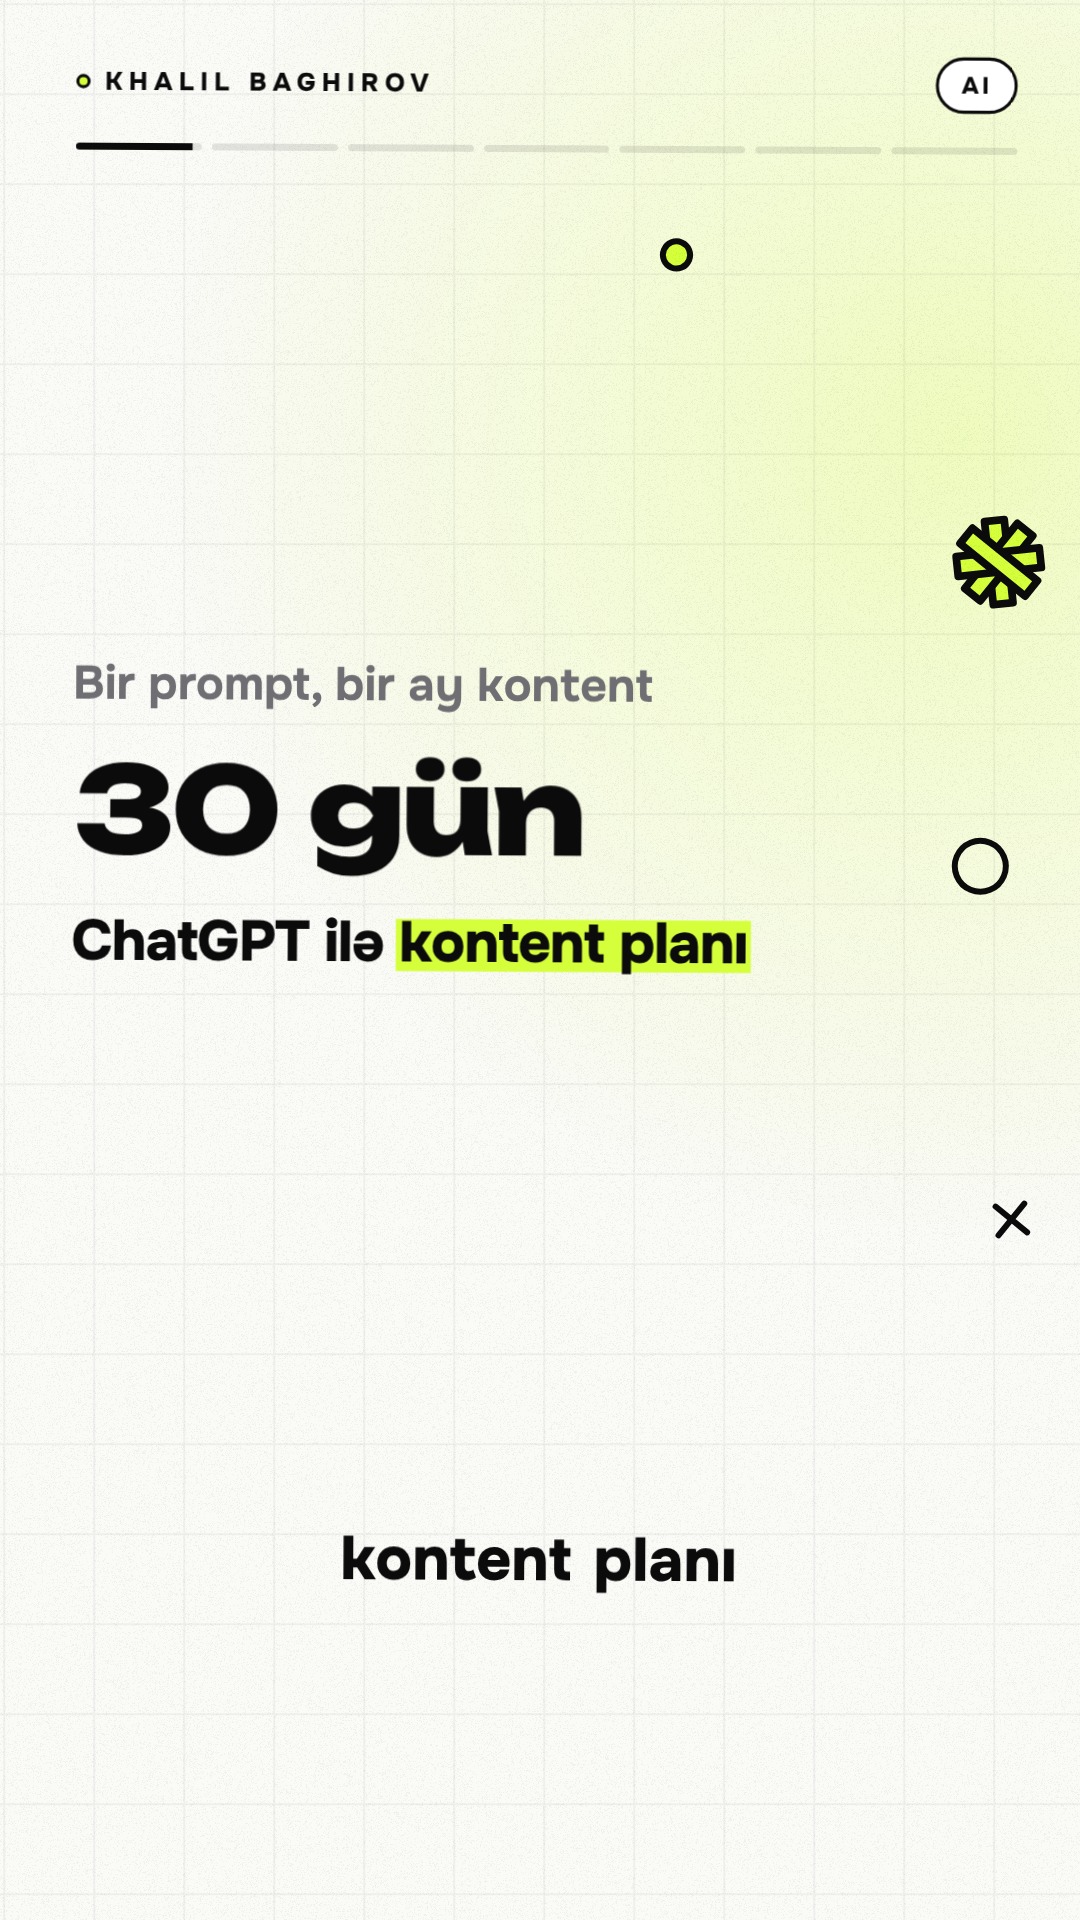 KHALIL BAGHIROV
AI
Bir prompt, bir ay kontent
30 gün
ChatGPT ilə kontent planı
kontent planı